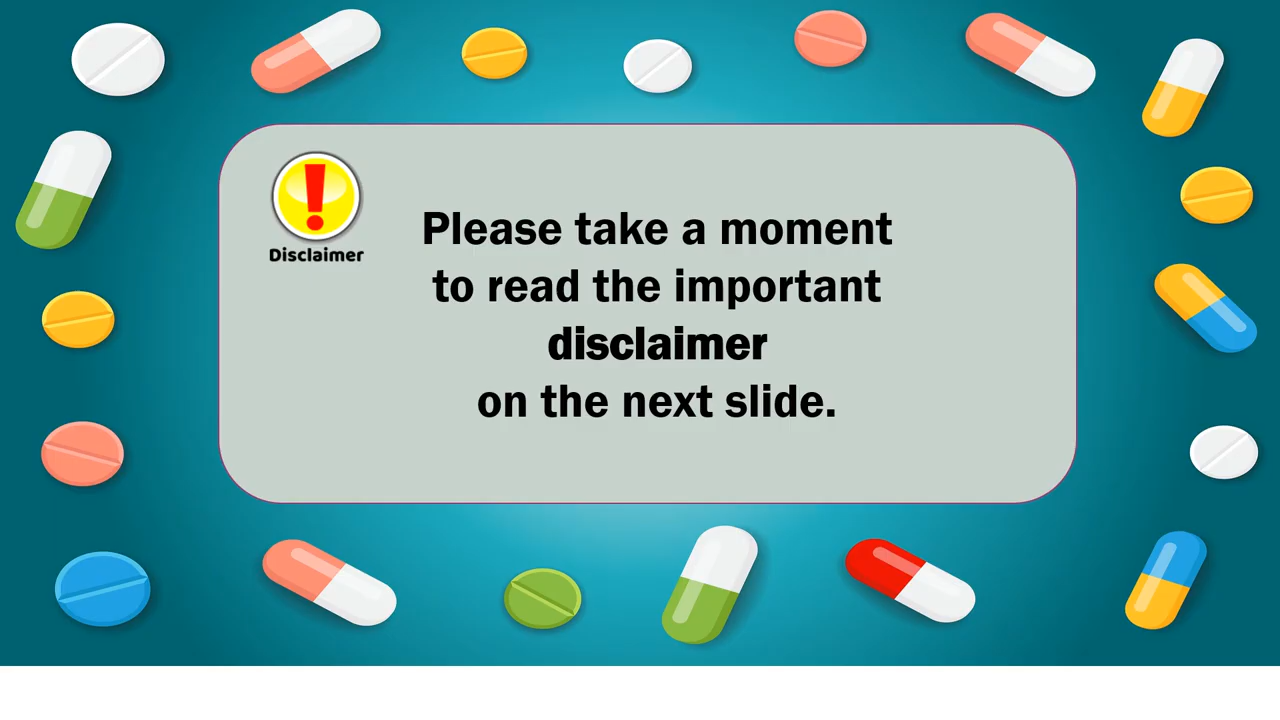 Disclaimer
Please take a moment
to read the important
disclaimer
on the next slide.